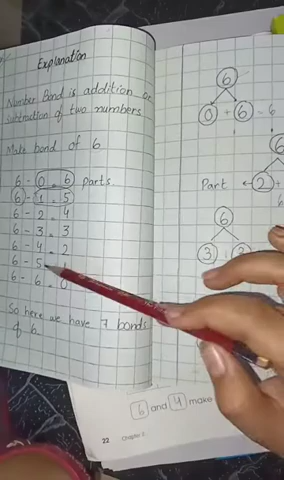 Explanation
Number Bond is addition or
subtraction of two numbers
Make bond of 6
6 - 0 = 6 parts
6 - 1 = 5
6 - 2 = 4
6 - 3 = 3
6 - 4 = 2
6 - 5
6 - 6 = 0
So here we have 7 bonds
of 6.
6
0 + 6 = 6
6
Part ← 2 +
6
3
6 and 4 make
22 Chapter